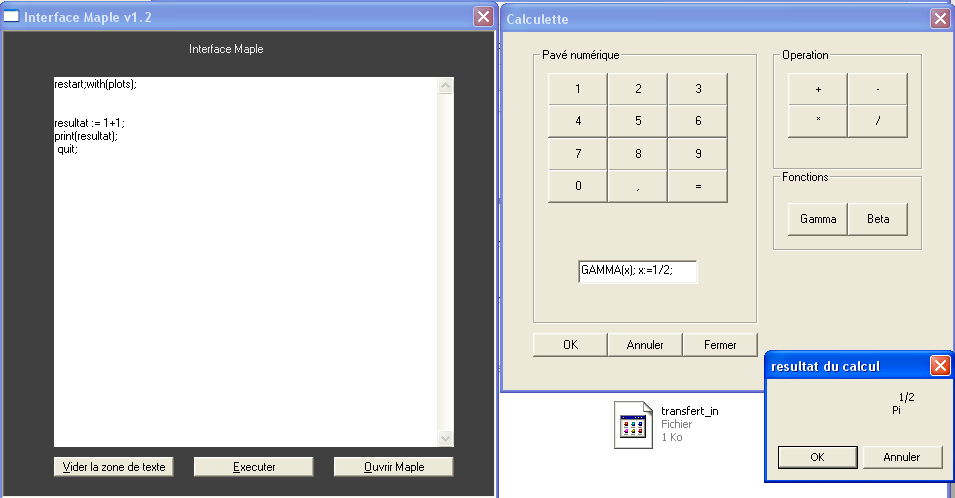 Interface Maple v1.2
Interface Maple
restart;with(plots);
resultat := 1+1;
print(resultat);
quit;
Vider la zone de texte
Executer
Ouvrir Maple
Calculette
Pavé numérique
1 2 3
4 5 6
7 8 9
0 , =
GAMMA(x); x:=1/2;
OK Annuler Fermer
Operation
+ -
* /
Fonctions
Gamma Beta
transfert_in
Fichier
1 Ko
resultat du calcul
1/2
Pi
OK Annuler